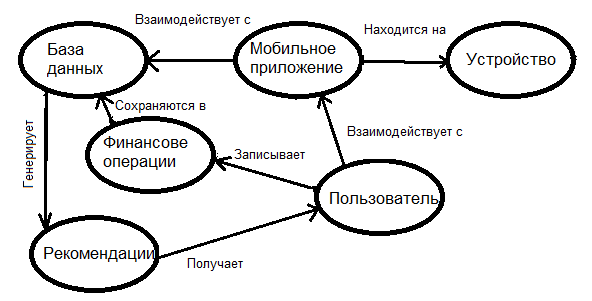 Взаимодействует с
Находится на
База
данных
Мобильное
приложение
Устройство
Сохраняются в
Взаимодействует с
Генерирует
Финансове
операции
Записывает
Пользователь
Рекомендации
Получает